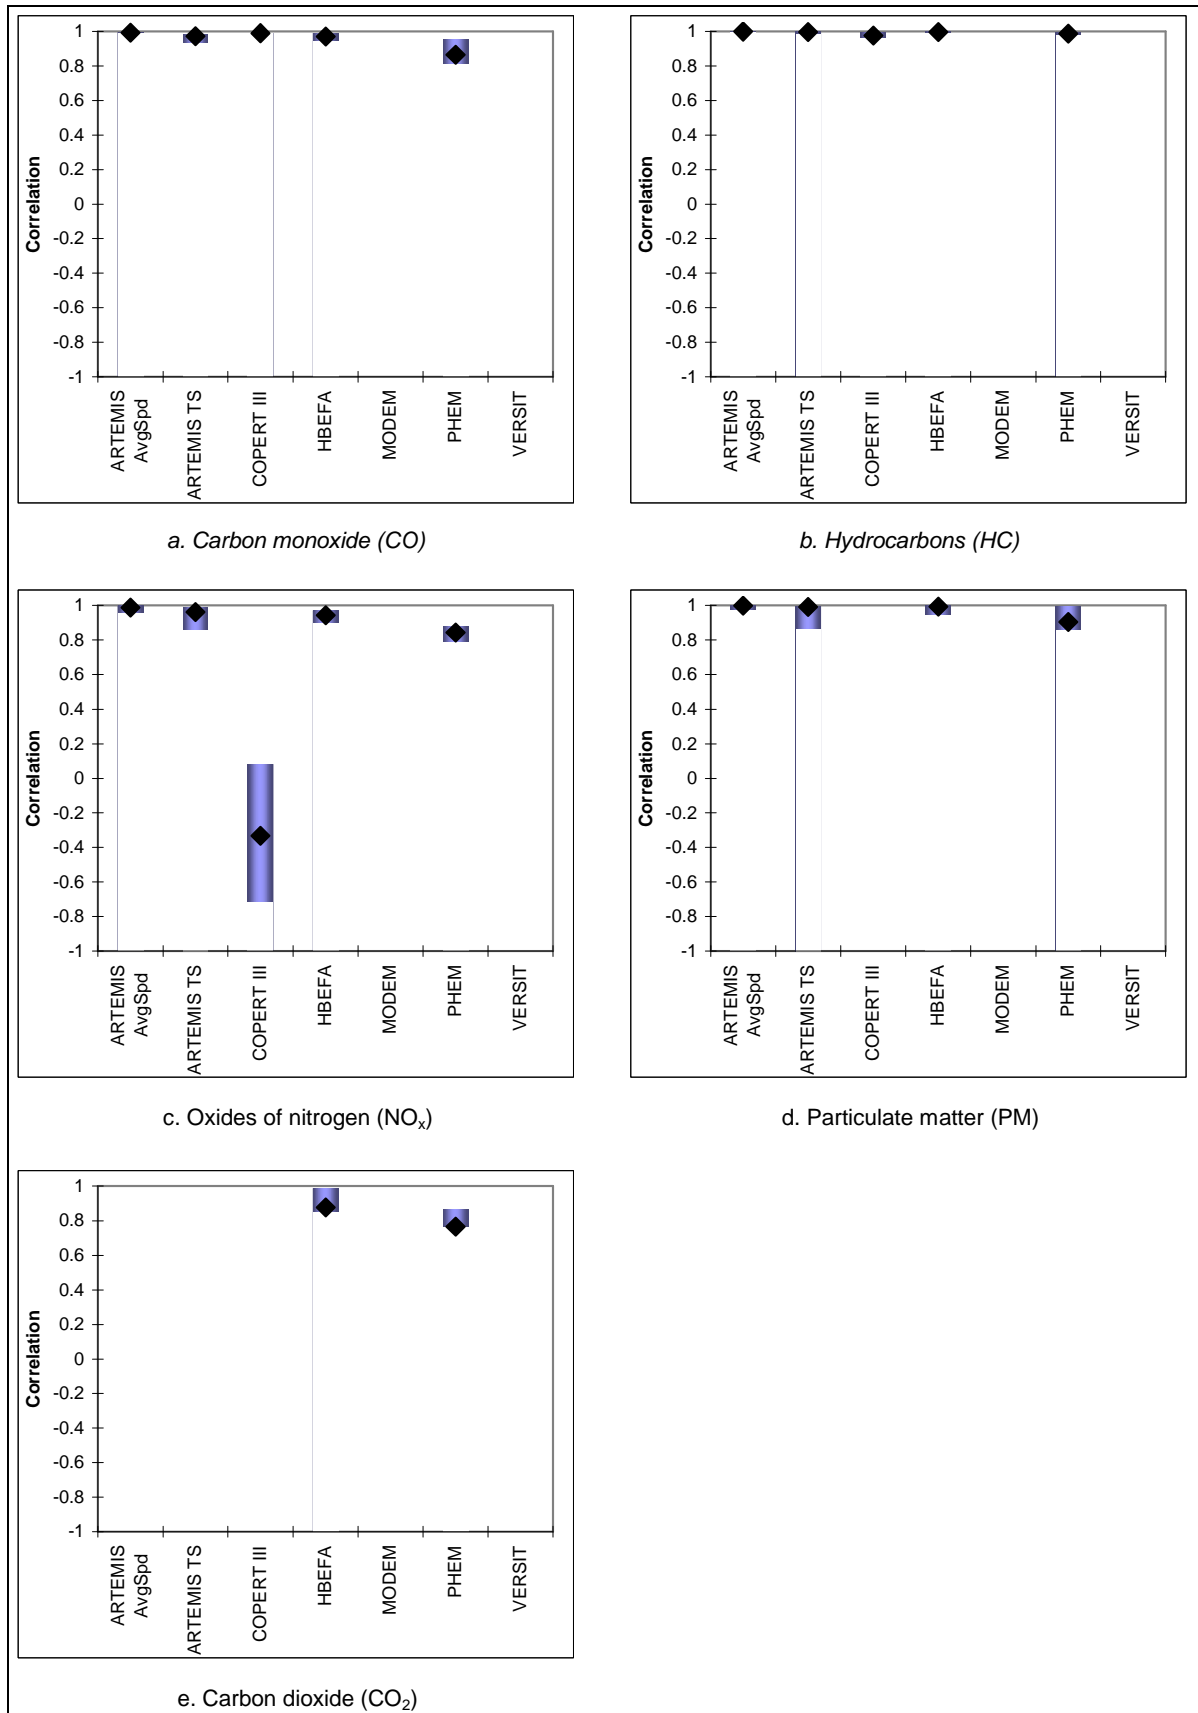 Correlation
1
0.8
0.6
0.4
0.2
0
-0.2
-0.4
-0.6
-0.8
-1
ARTEMIS
AvgSpd
ARTEMIS TS
COPERT III
HBEFA
MODEM
PHEM
VERSIT
a. Carbon monoxide (CO)
Correlation
1
0.8
0.6
0.4
0.2
0
-0.2
-0.4
-0.6
-0.8
-1
ARTEMIS
AvgSpd
ARTEMIS TS
COPERT III
HBEFA
MODEM
PHEM
VERSIT
b. Hydrocarbons (HC)
Correlation
1
0.8
0.6
0.4
0.2
0
-0.2
-0.4
-0.6
-0.8
-1
ARTEMIS
AvgSpd
ARTEMIS TS
COPERT III
HBEFA
MODEM
PHEM
VERSIT
c. Oxides of nitrogen (NOx)
Correlation
1
0.8
0.6
0.4
0.2
0
-0.2
-0.4
-0.6
-0.8
-1
ARTEMIS
AvgSpd
ARTEMIS TS
COPERT III
HBEFA
MODEM
PHEM
VERSIT
d. Particulate matter (PM)
Correlation
1
0.8
0.6
0.4
0.2
0
-0.2
-0.4
-0.6
-0.8
-1
ARTEMIS
AvgSpd
ARTEMIS TS
COPERT III
HBEFA
MODEM
PHEM
VERSIT
e. Carbon dioxide (CO₂)